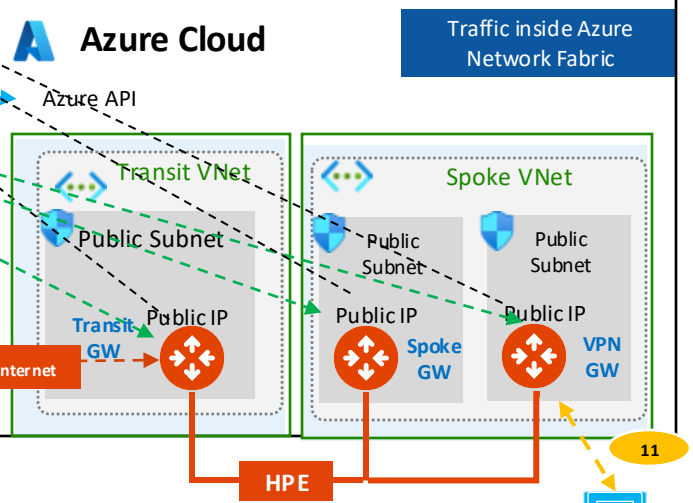 Azure Cloud
Traffic inside Azure
Network Fabric
Azure API
Transit VNet
Spoke VNet
Public Subnet
Public
Subnet
Public
Subnet
Public IP
Public IP
Public IP
Transit
GW
Spoke
GW
VPN
GW
nternet
11
HPE